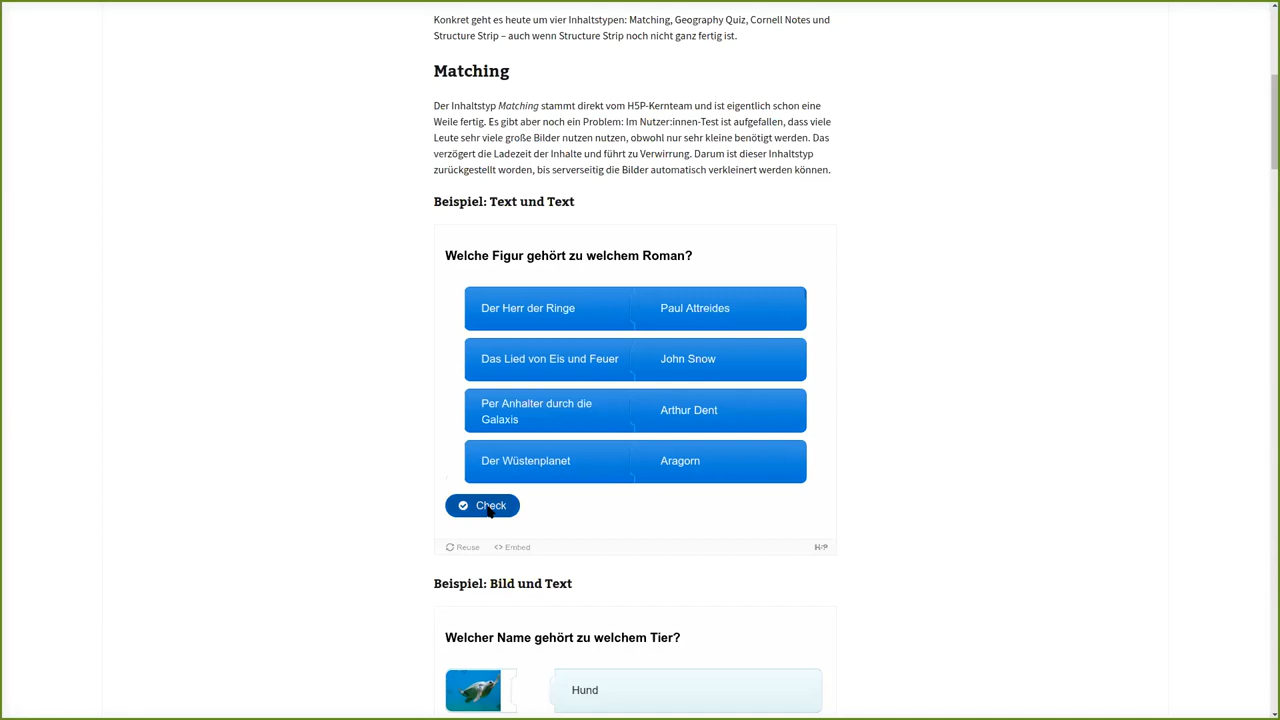 Konkret geht es heute um vier Inhaltstypen: Matching, Geography Quiz, Cornell Notes und
Structure Strip – auch wenn Structure Strip noch nicht ganz fertig ist.
Matching
Der Inhaltstyp Matching stammt direkt vom H5P-Kernteam und ist eigentlich schon eine
Weile fertig. Es gibt aber noch ein Problem: Im Nutzer:innen-Test ist aufgefallen, dass viele
Leute sehr viele große Bilder nutzen nutzen, obwohl nur sehr kleine benötigt werden. Das
verzögert die Ladezeit der Inhalte und führt zu Verwirrung. Darum ist dieser Inhaltstyp
zurückgestellt worden, bis serverseitig die Bilder automatisch verkleinert werden können.
Beispiel: Text und Text
Welche Figur gehört zu welchem Roman?
Der Herr der Ringe Paul Attreides
Das Lied von Eis und Feuer John Snow
Per Anhalter durch die
Galaxis Arthur Dent
Der Wüstenplanet Aragorn
Check
Reuse Embed H5P
Beispiel: Bild und Text
Welcher Name gehört zu welchem Tier?
Hund